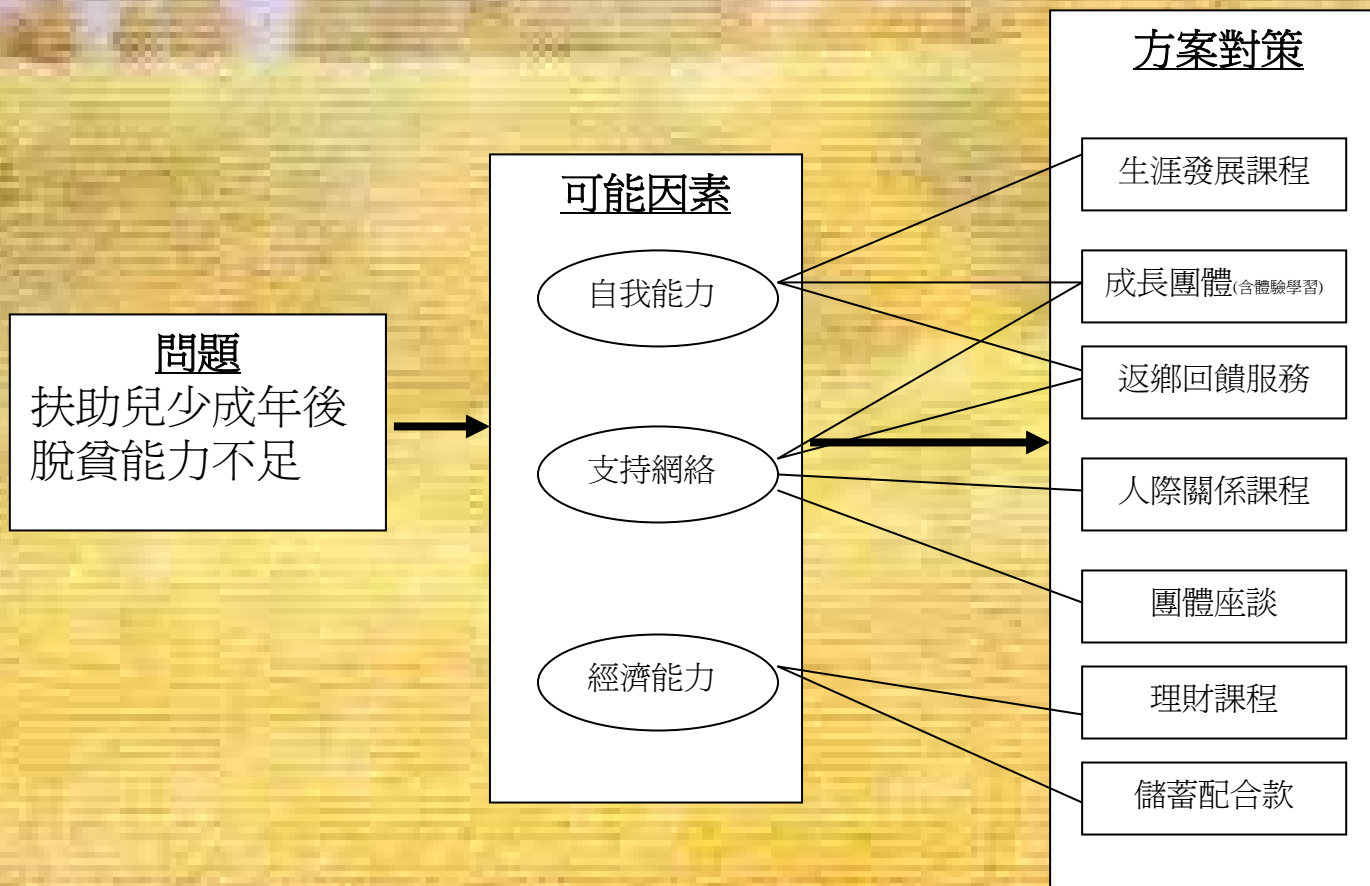 問題
扶助兒少成年後
脫貧能力不足
可能因素
自我能力
支持網絡
經濟能力
方案對策
生涯發展課程
成長團體(含體驗學習)
返鄉回饋服務
人際關係課程
團體座談
理財課程
儲蓄配合款